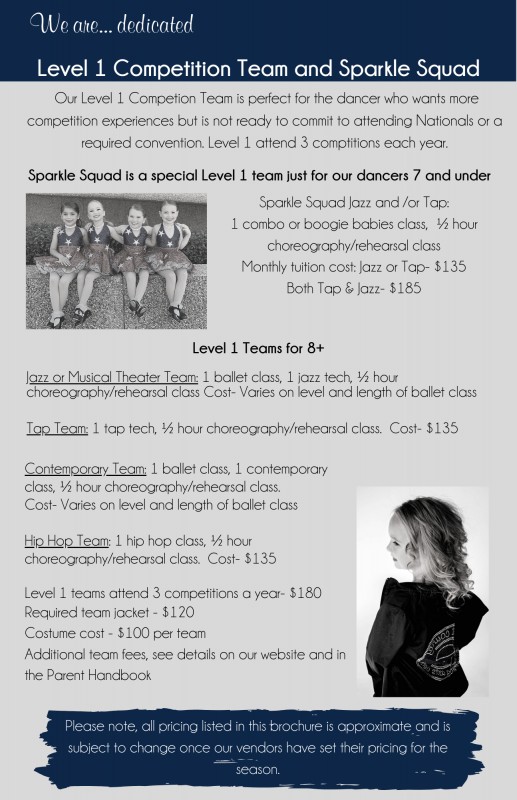 We are... dedicated
Level 1 Competition Team and Sparkle Squad
Our Level 1 Competion Team is perfect for the dancer who wants more
competition experiences but is not ready to commit to attending Nationals or a
required convention. Level 1 attend 3 comptitions each year.
Sparkle Squad is a special Level 1 team just for our dancers 7 and under
Sparkle Squad Jazz and /or Tap:
1 combo or boogie babies class, ½ hour
choreography/rehearsal class
Monthly tuition cost: Jazz or Tap- $135
Both Tap & Jazz- $185
Level 1 Teams for 8+
Jazz or Musical Theater Team: 1 ballet class, 1 jazz tech, ½ hour
choreography/rehearsal class Cost- Varies on level and length of ballet class
Tap Team: 1 tap tech, ½ hour choreography/rehearsal class. Cost- $135
Contemporary Team: 1 ballet class, 1 contemporary
class, ½ hour choreography/rehearsal class.
Cost- Varies on level and length of ballet class
Hip Hop Team: 1 hip hop class, ½ hour
choreography/rehearsal class. Cost- $135
Level 1 teams attend 3 competitions a year- $180
Required team jacket - $120
Costume cost - $100 per team
Additional team fees, see details on our website and in
the Parent Handbook
Please note, all pricing listed in this brochure is approximate and is
subject to change once our vendors have set their pricing for the
season.